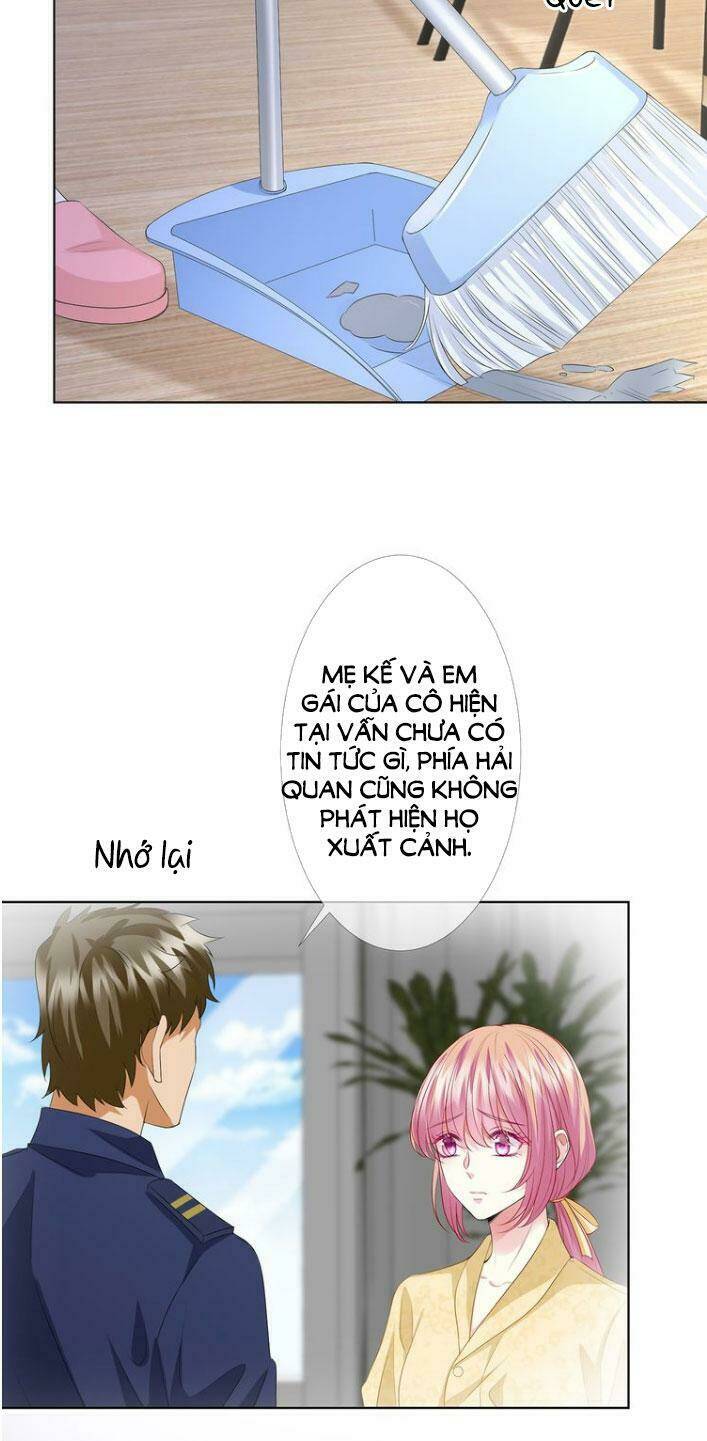 Quét
MẸ KẾ VÀ EM
GÁI CỦA CÔ HIỆN
TẠI VẪN CHƯA CÓ
TIN TỨC GÌ, PHÍA HẢI
QUAN CŨNG KHÔNG
PHÁT HIỆN HỌ
XUẤT CẢNH.
Nhớ lại